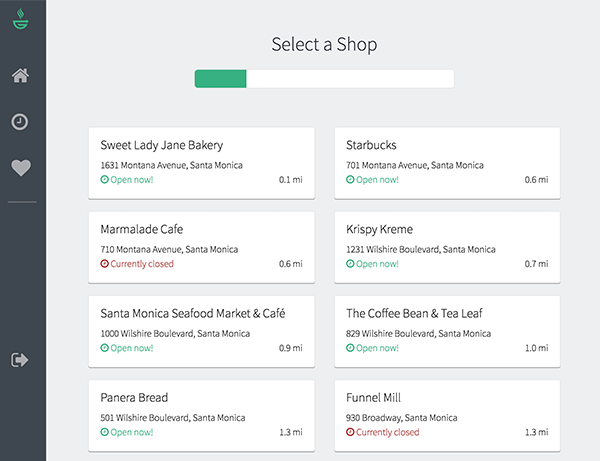 Select a Shop
Sweet Lady Jane Bakery
1631 Montana Avenue, Santa Monica
Open now! 0.1 mi
Starbucks
701 Montana Avenue, Santa Monica
Open now! 0.6 mi
Marmalade Cafe
710 Montana Avenue, Santa Monica
Currently closed 0.6 mi
Krispy Kreme
1231 Wilshire Boulevard, Santa Monica
Open now! 0.7 mi
Santa Monica Seafood Market & Café
1000 Wilshire Boulevard, Santa Monica
Open now! 0.9 mi
The Coffee Bean & Tea Leaf
829 Wilshire Boulevard, Santa Monica
Open now! 1.0 mi
Panera Bread
501 Wilshire Boulevard, Santa Monica
Open now! 1.3 mi
Funnel Mill
930 Broadway, Santa Monica
Currently closed 1.3 mi